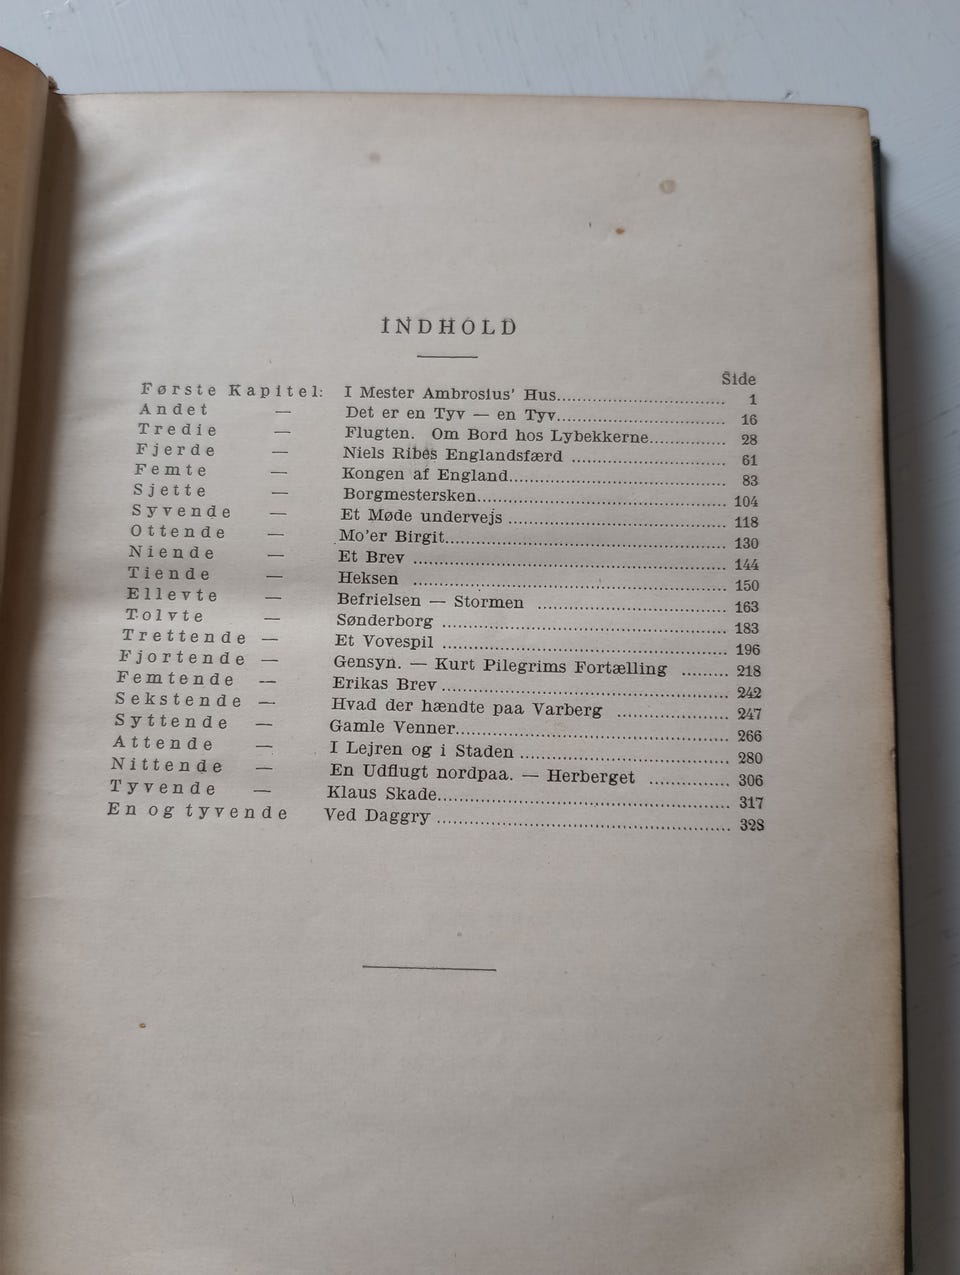 INDHOLD
Side
Første Kapitel: I Mester Ambrosius' Hus........................ 1
Andet — Det er en Tyv — en Tyv........................ 16
Tredie — Flugten. Om Bord hos Lybekkerne............ 28
Fjerde — Niels Ribes Englandsfærd ........................ 61
Femte — Kongen af England........................ 83
Sjette — Borgmestersken........................ 104
Syvende — Et Møde undervejs ........................ 118
Ottende — Mo'er Birgit........................ 130
Niende — Et Brev ........................ 144
Tiende — Heksen ........................ 150
Ellevte — Befrielsen — Stormen ........................ 163
Tolvte — Sønderborg ........................ 183
Trettende — Et Vovespil ........................ 196
Fjortende — Gensyn. — Kurt Pilegrims Fortælling ......... 218
Femtende — Erikas Brev ........................ 242
Sekstende — Hvad der hændte paa Varberg ................ 247
Syttende — Gamle Venner........................ 266
Attende — I Lejren og i Staden ........................ 280
Nittende — En Udflugt nordpaa. — Herberget ............ 306
Tyvende — Klaus Skade........................ 317
En og tyvende Ved Daggry ........................ 328